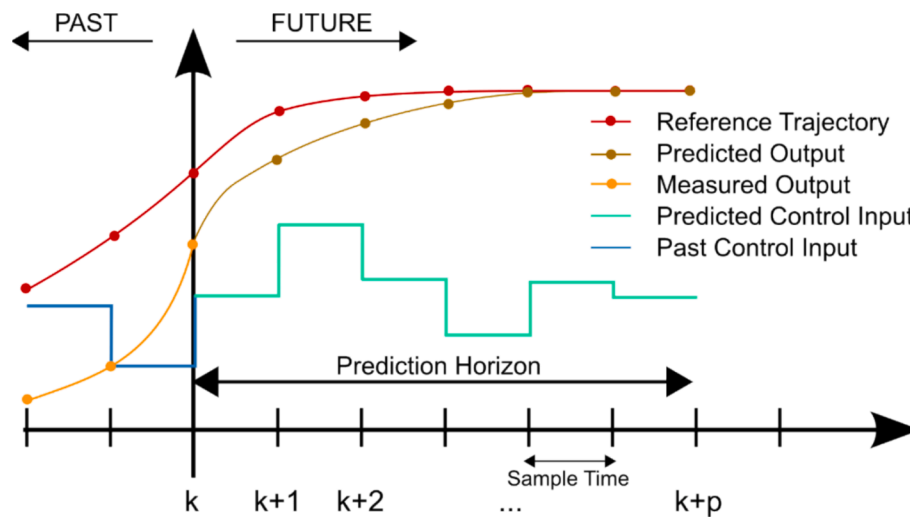 PAST
FUTURE
Reference Trajectory
Predicted Output
Measured Output
Predicted Control Input
Past Control Input
Prediction Horizon
Sample Time
k
k+1
k+2
...
k+p